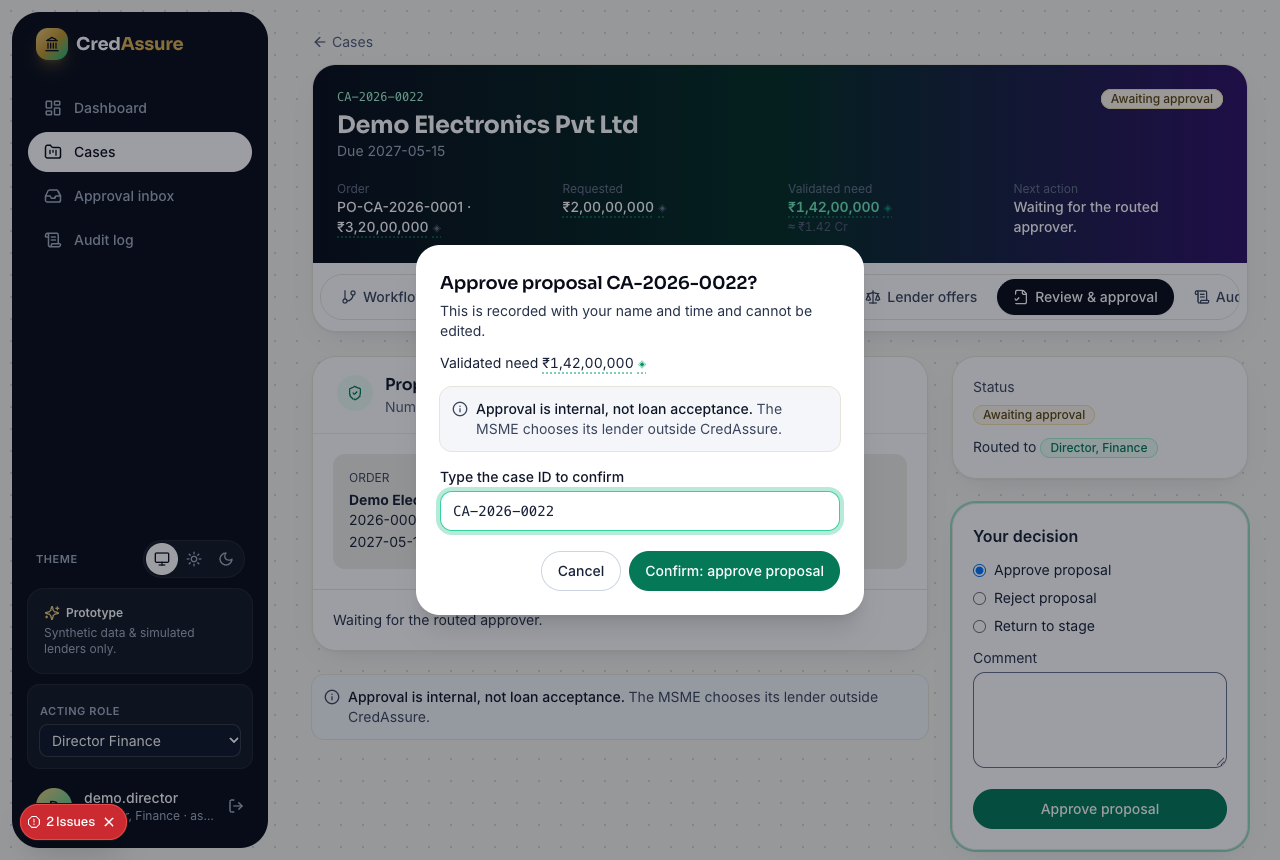 CredAssure
Dashboard
Cases
Approval inbox
Audit log
THEME
Prototype
Synthetic data & simulated
lenders only.
ACTING ROLE
Director Finance
demo.director
Finance · as...
2 Issues
Cases
CA-2026-0022
Awaiting approval
Demo Electronics Pvt Ltd
Due 2027-05-15
Order
PO-CA-2026-0001 ·
₹3,20,00,000
Requested
₹2,00,00,000
Validated need
₹1,42,00,000
≈ ₹1.42 Cr
Next action
Waiting for the routed
approver.
Lender offers
Review & approval
Approve proposal CA-2026-0022?
This is recorded with your name and time and cannot be
edited.
Validated need ₹1,42,00,000
Approval is internal, not loan acceptance. The
MSME chooses its lender outside CredAssure.
Type the case ID to confirm
CA-2026-0022
Cancel
Confirm: approve proposal
ORDER
Waiting for the routed approver.
Approval is internal, not loan acceptance. The MSME chooses its lender outside
CredAssure.
Status
Awaiting approval
Routed to Director, Finance
Your decision
Approve proposal
Reject proposal
Return to stage
Comment
Approve proposal